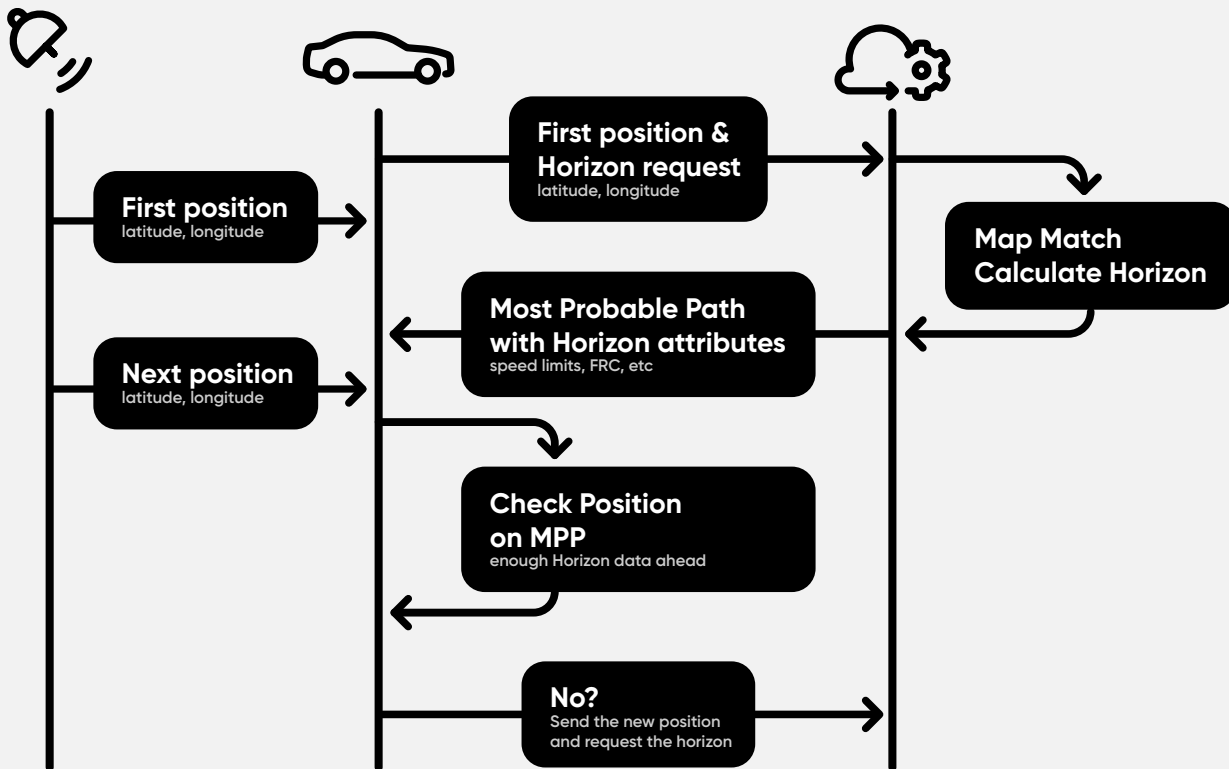 First position &
Horizon request
latitude, longitude
First position
latitude, longitude
Map Match
Calculate Horizon
Most Probable Path
with Horizon attributes
speed limits, FRC, etc
Next position
latitude, longitude
Check Position
on MPP
enough Horizon data ahead
No?
Send the new position
and request the horizon